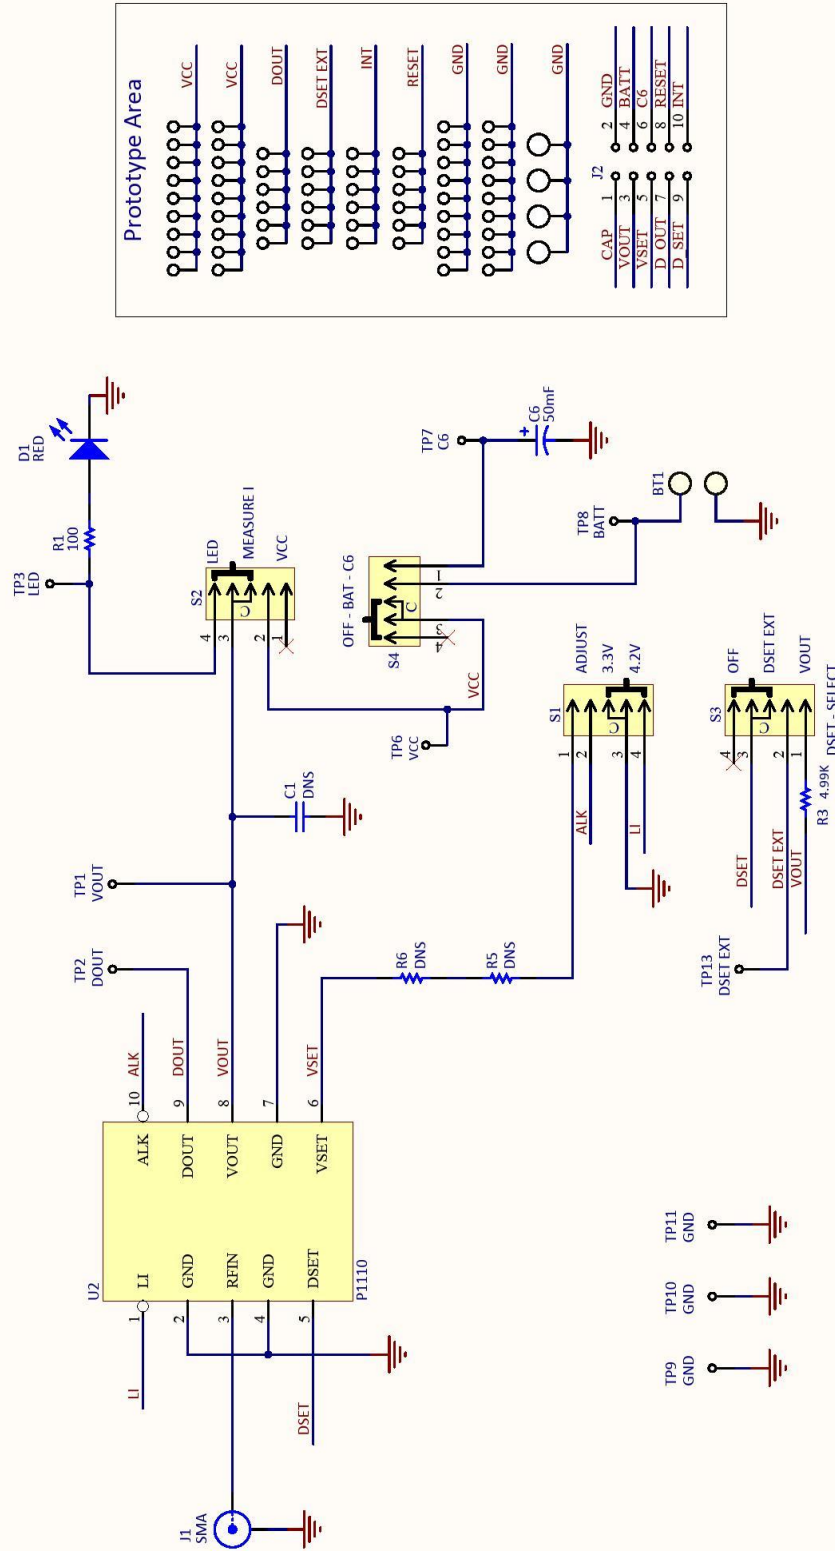 J1
SMA
LI
DSET
1
2
3
4
5
U2
LI
GND
RFIN
GND
DSET
ALK
DOUT
VOUT
GND
VSET
P1110
10
9
8
7
6
ALK
DOUT
VOUT
VSET
TP2
DOUT
TP1
VOUT
C1
DNS
R6
DNS
R5
DNS
TP3
LED
R1
100
D1
RED
S2
4
3
2
1
C
LED
MEASURE I
VCC
TP6
VCC
VCC
S4
OFF - BAT - C6
4
3
2
1
C
TP7
C6
C6
50mF
+
TP8
BATT
BT1
S1
1
2
3
4
C
ADJUST
3.3V
4.2V
ALK
LI
S3
4
3
2
1
C
OFF
DSET EXT
VOUT
DSET - SELECT
DSET
DSET EXT
VOUT
R3 4.99K
TP13
DSET EXT
TP9
GND
TP10
GND
TP11
GND
Prototype Area
VCC
VCC
DOUT
DSET EXT
INT
RESET
GND
GND
GND
J2
CAP 1 2 GND
VOUT 3 4 BATT
VSET 5 6 C6
D_OUT 7 8 RESET
D_SET 9 10 INT